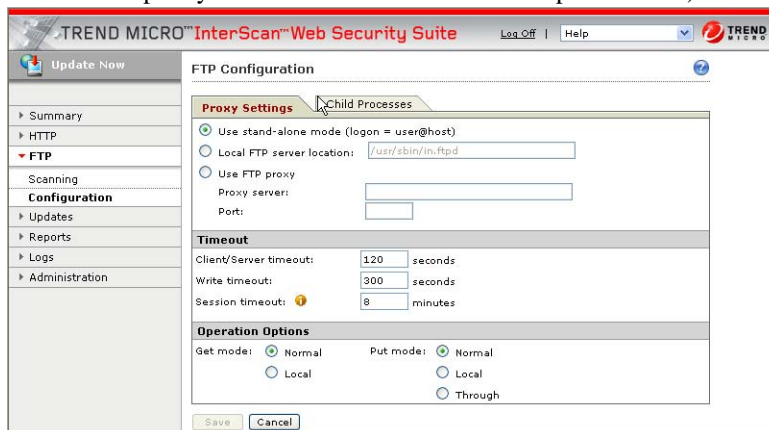 TREND MICRO™ InterScan™ Web Security Suite
Log Off | Help
TREND MICRO
Update Now
Summary
HTTP
FTP
Scanning
Configuration
Updates
Reports
Logs
Administration
FTP Configuration
Proxy Settings Child Processes
Use stand-alone mode (logon = user@host)
Local FTP server location: /usr/sbin/in.ftpd
Use FTP proxy
Proxy server:
Port:
Timeout
Client/Server timeout: 120 seconds
Write timeout: 300 seconds
Session timeout: 8 minutes
Operation Options
Get mode: Normal Put mode: Normal
Local Local
Through
Save Cancel